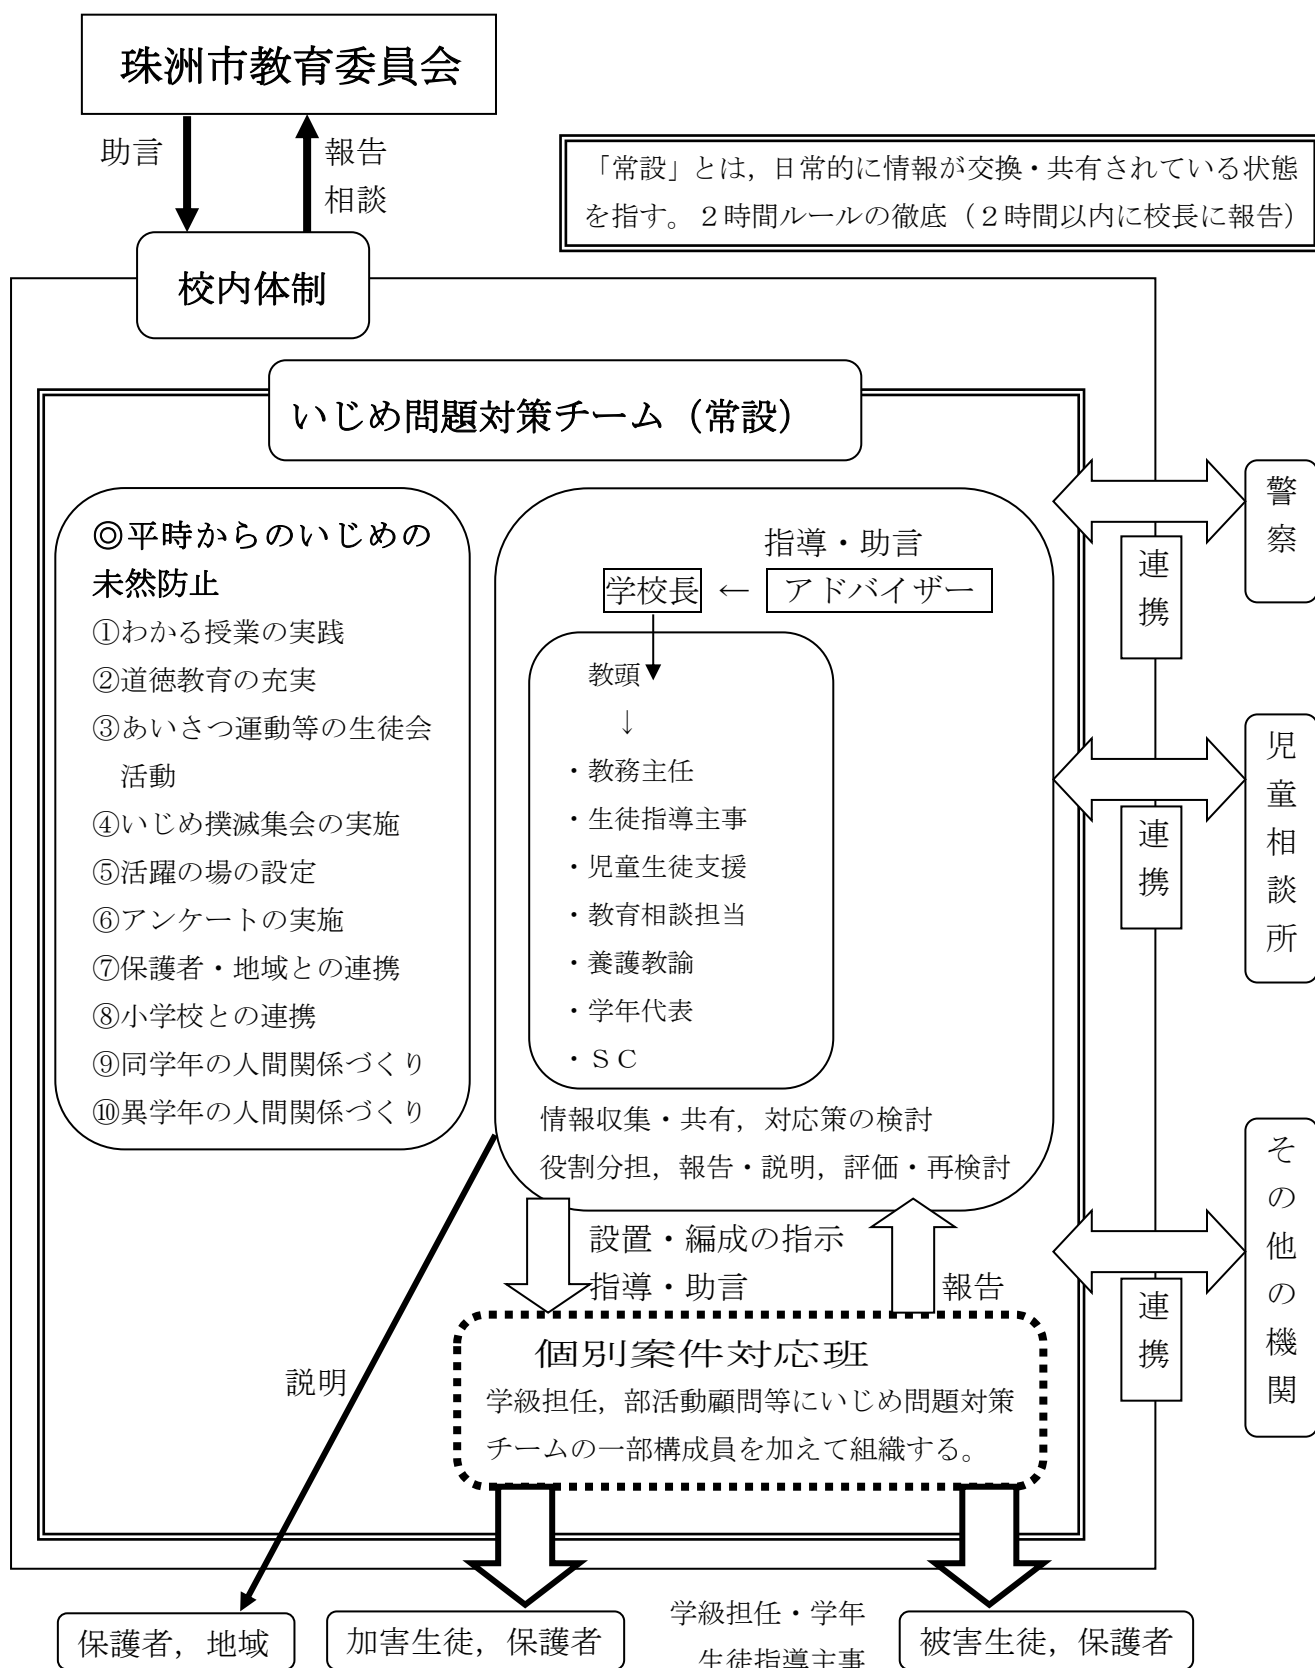 珠洲市教育委員会
助言
報告
相談
「常設」とは，日常的に情報が交換・共有されている状態
を指す。２時間ルールの徹底（２時間以内に校長に報告）
校内体制
いじめ問題対策チーム（常設）
◎平時からのいじめの
未然防止
①わかる授業の実践
②道徳教育の充実
③あいさつ運動等の生徒会
活動
④いじめ撲滅集会の実施
⑤活躍の場の設定
⑥アンケートの実施
⑦保護者・地域との連携
⑧小学校との連携
⑨同学年の人間関係づくり
⑩異学年の人間関係づくり
指導・助言
学校長 ← アドバイザー
教頭
↓
・教務主任
・生徒指導主事
・児童生徒支援
・教育相談担当
・養護教諭
・学年代表
・ＳＣ
情報収集・共有，対応策の検討
役割分担，報告・説明，評価・再検討
設置・編成の指示
指導・助言
報告
個別案件対応班
学級担任，部活動顧問等にいじめ問題対策
チームの一部構成員を加えて組織する。
説明
警察
連携
児童相談所
連携
その他の機関
連携
保護者，地域
加害生徒，保護者
学級担任・学年
生徒指導主事
被害生徒，保護者